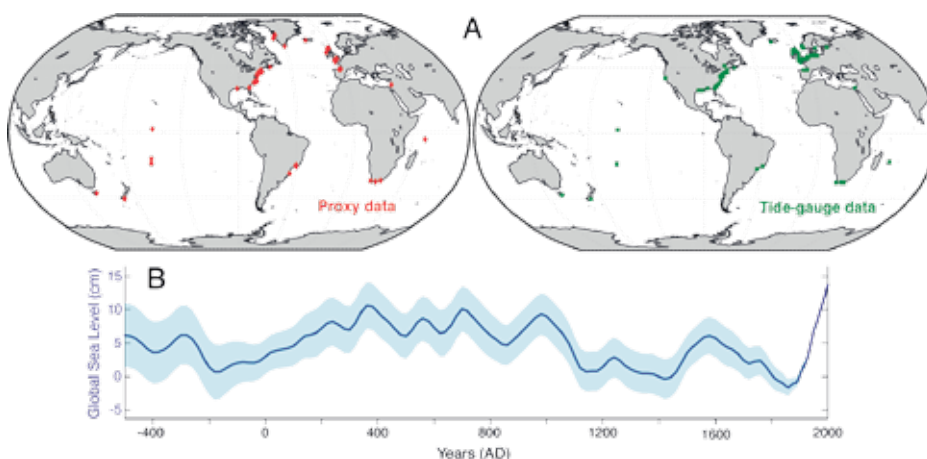 A
Proxy data
Tide-gauge data
B
Global Sea Level (cm)
15
10
5
0
-5
-400
0
400
800
1200
1600
2000
Years (AD)